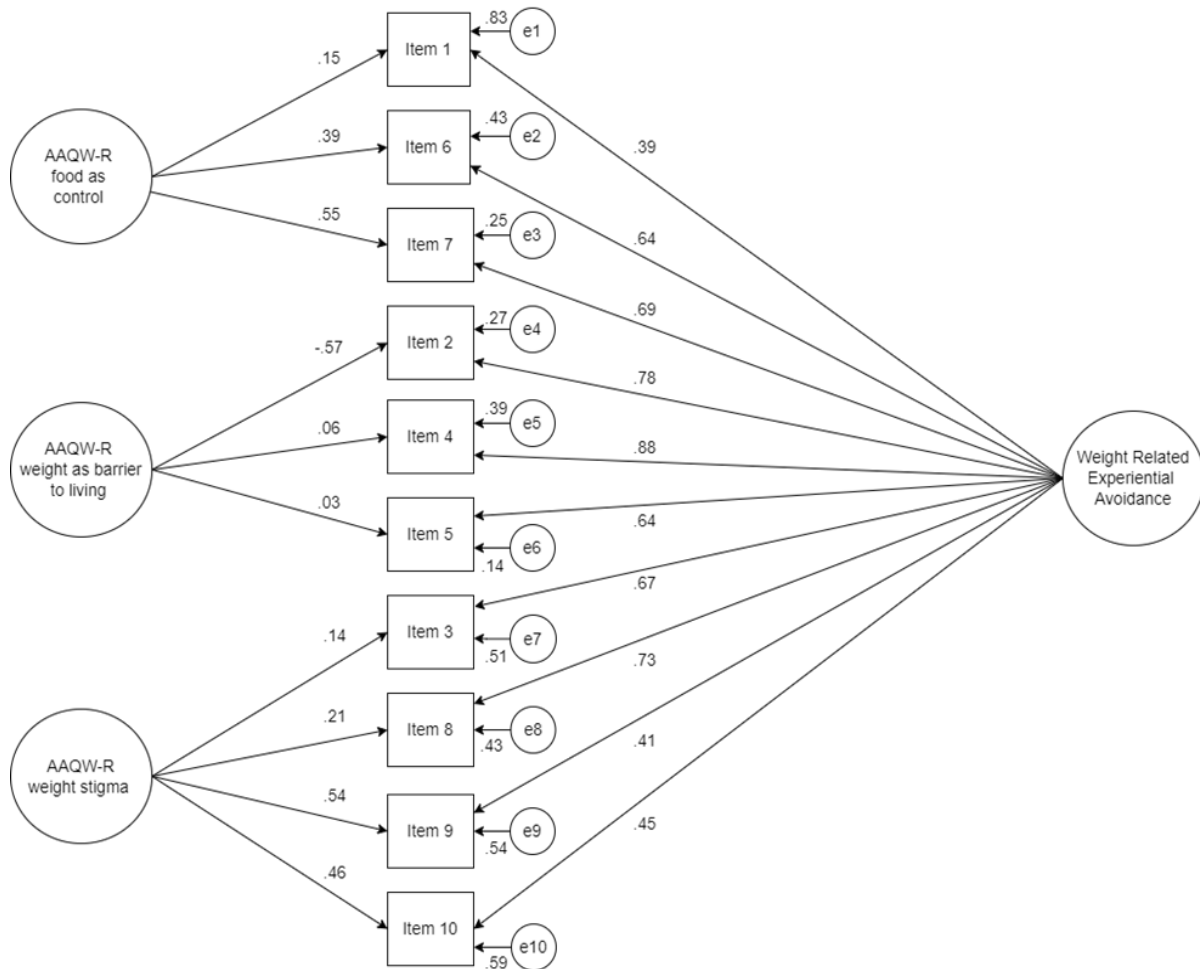 .83
e1
Item 1
.15
.43
e2
.39
Item 6
.39
AAQW-R
food as
control
.25
e3
.55
Item 7
.64
.27
e4
.69
Item 2
-.57
.78
.39
e5
Item 4
.06
.88
AAQW-R
weight as barrier
to living
Weight Related
Experiential
Avoidance
.03
Item 5
.64
e6
.14
.67
Item 3
e7
.14
.51
.73
.21
Item 8
e8
.43
.41
AAQW-R
weight stigma
.54
Item 9
e9
.54
.45
.46
Item 10
e10
.59